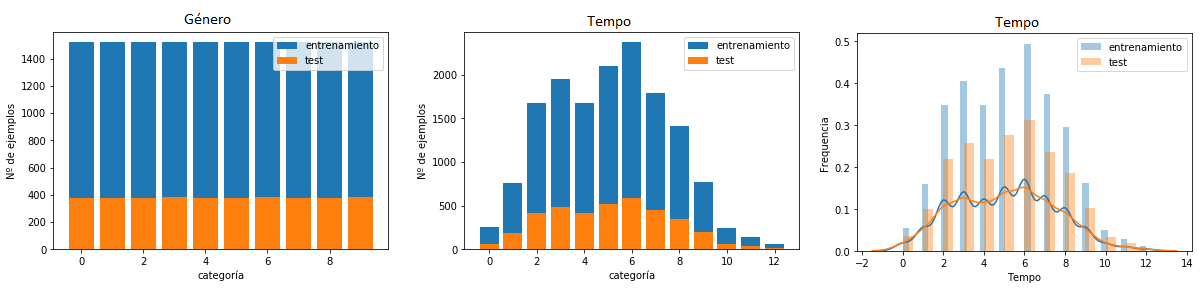 Género
entrenamiento
test
1400
1200
1000
800
600
400
200
0
Nº de ejemplos
0 2 4 6 8
categoría
Tempo
entrenamiento
test
2000
1500
1000
500
0
Nº de ejemplos
0 2 4 6 8 10 12
categoría
Tempo
entrenamiento
test
0.5
0.4
0.3
0.2
0.1
0.0
Frequencia
−2 0 2 4 6 8 10 12 14
Tempo